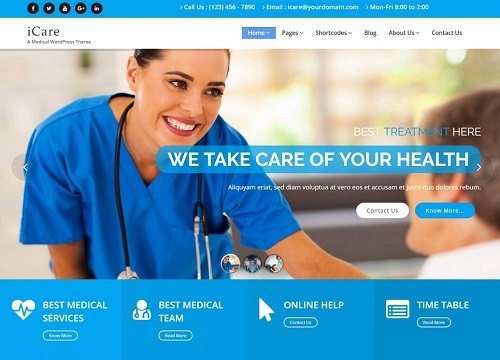 Call Us : (123) 456 - 7890 Email : icare@yourdomain.com Mon-Fri 8:00 to 2:00
iCare
A Medical WordPress Theme
Home Pages Shortcodes Blog About Us Contact Us
BEST TREATMENT HERE
WE TAKE CARE OF YOUR HEALTH
Aliquyam eriat, sed diam voluptua at vero eos et accusam et justo duo dolores rebum.
Contact Us Know More...
BEST MEDICAL SERVICES
Know More
BEST MEDICAL TEAM
Read More
ONLINE HELP
Contact Us
TIME TABLE
Read More